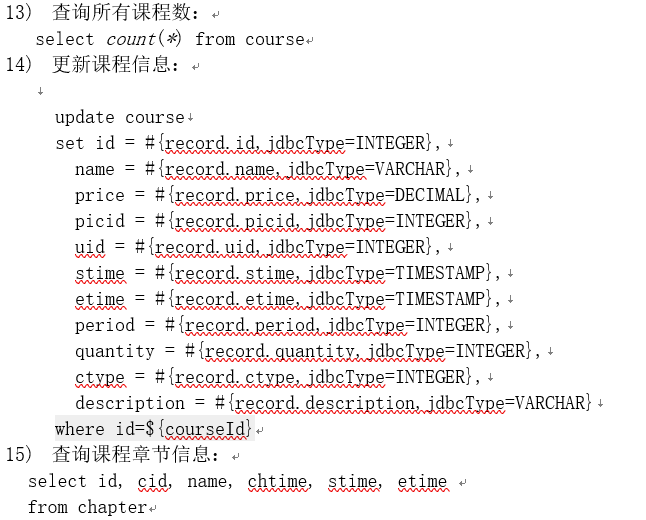 13) 查询所有课程数：
select count(*) from course
14) 更新课程信息：
update course
set id = #{record.id,jdbcType=INTEGER},
name = #{record.name,jdbcType=VARCHAR},
price = #{record.price,jdbcType=DECIMAL},
picid = #{record.picid,jdbcType=INTEGER},
uid = #{record.uid,jdbcType=INTEGER},
stime = #{record.stime,jdbcType=TIMESTAMP},
etime = #{record.etime,jdbcType=TIMESTAMP},
period = #{record.period,jdbcType=INTEGER},
quantity = #{record.quantity,jdbcType=INTEGER},
ctype = #{record.ctype,jdbcType=INTEGER},
description = #{record.description,jdbcType=VARCHAR}
where id=${courseId}
15) 查询课程章节信息：
select id, cid, name, chtime, stime, etime
from chapter